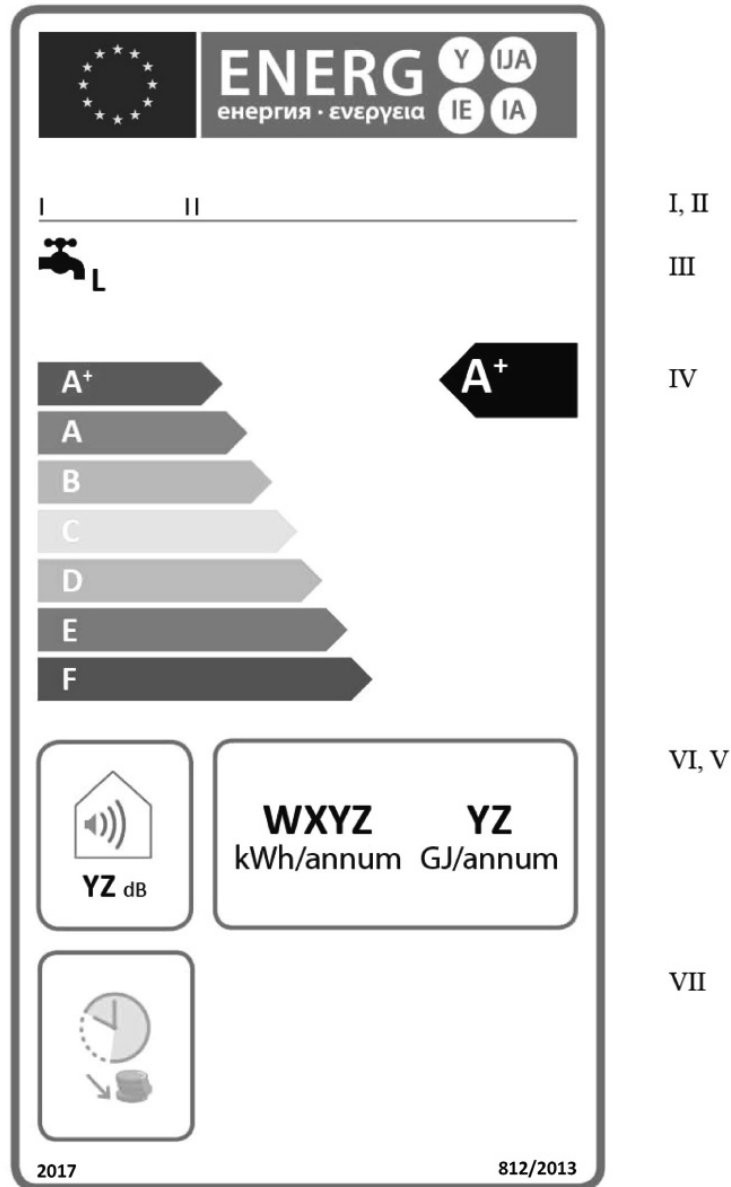 ENERG Y IJA
енергия · ενεργεια IE IA
I II
I, II
L
III
A+
IV
A+
A
B
C
D
E
F
VI, V
WXYZ YZ
kWh/annum GJ/annum
YZ dB
VII
2017 812/2013